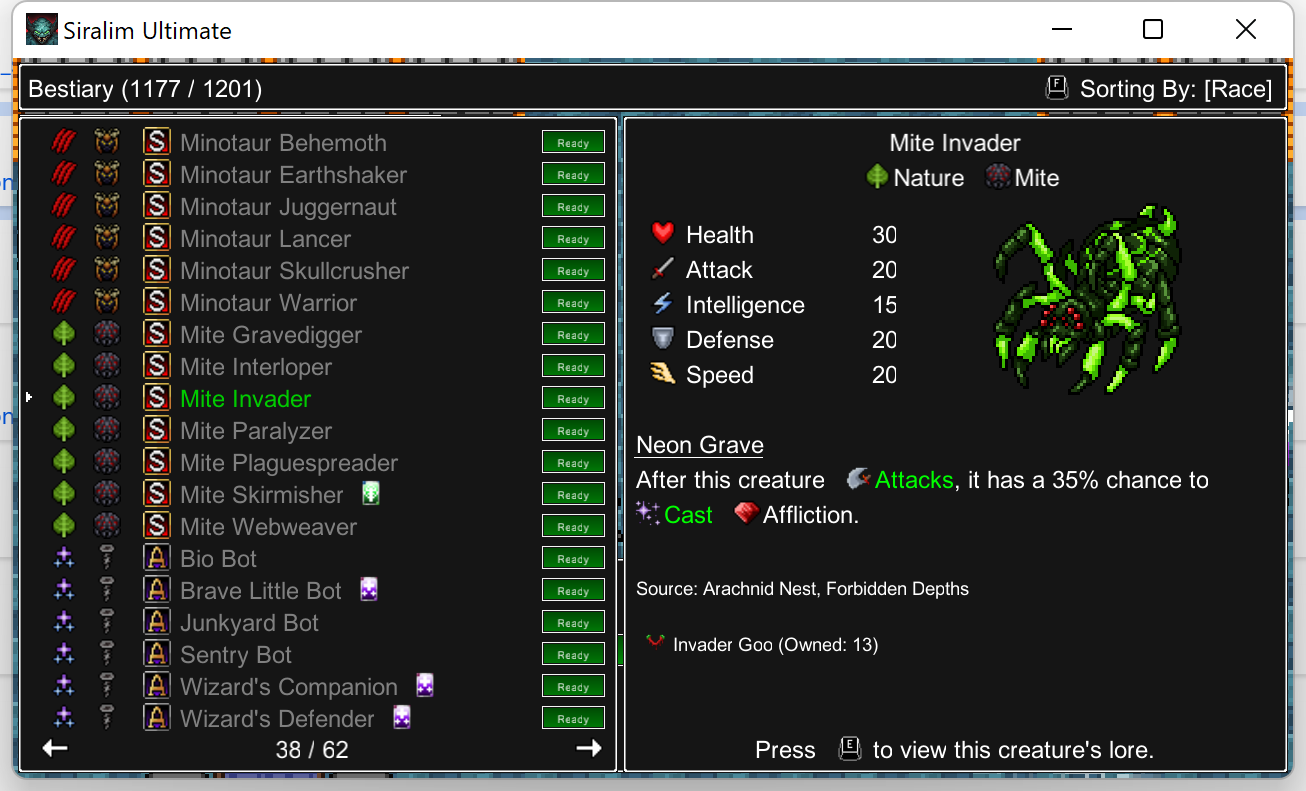 Siralim Ultimate
Bestiary (1177 / 1201)
F Sorting By: [Race]
S Minotaur Behemoth Ready
S Minotaur Earthshaker Ready
S Minotaur Juggernaut Ready
S Minotaur Lancer Ready
S Minotaur Skullcrusher Ready
S Minotaur Warrior Ready
S Mite Gravedigger Ready
S Mite Interloper Ready
S Mite Invader Ready
S Mite Paralyzer Ready
S Mite Plaguespreader Ready
S Mite Skirmisher Ready
S Mite Webweaver Ready
A Bio Bot Ready
A Brave Little Bot Ready
A Junkyard Bot Ready
A Sentry Bot Ready
A Wizard's Companion Ready
A Wizard's Defender Ready
38 / 62
Mite Invader
Nature Mite
Health 30
Attack 20
Intelligence 15
Defense 20
Speed 20
Neon Grave
After this creature Attacks, it has a 35% chance to
Cast Affliction.
Source: Arachnid Nest, Forbidden Depths
Invader Goo (Owned: 13)
Press E to view this creature's lore.